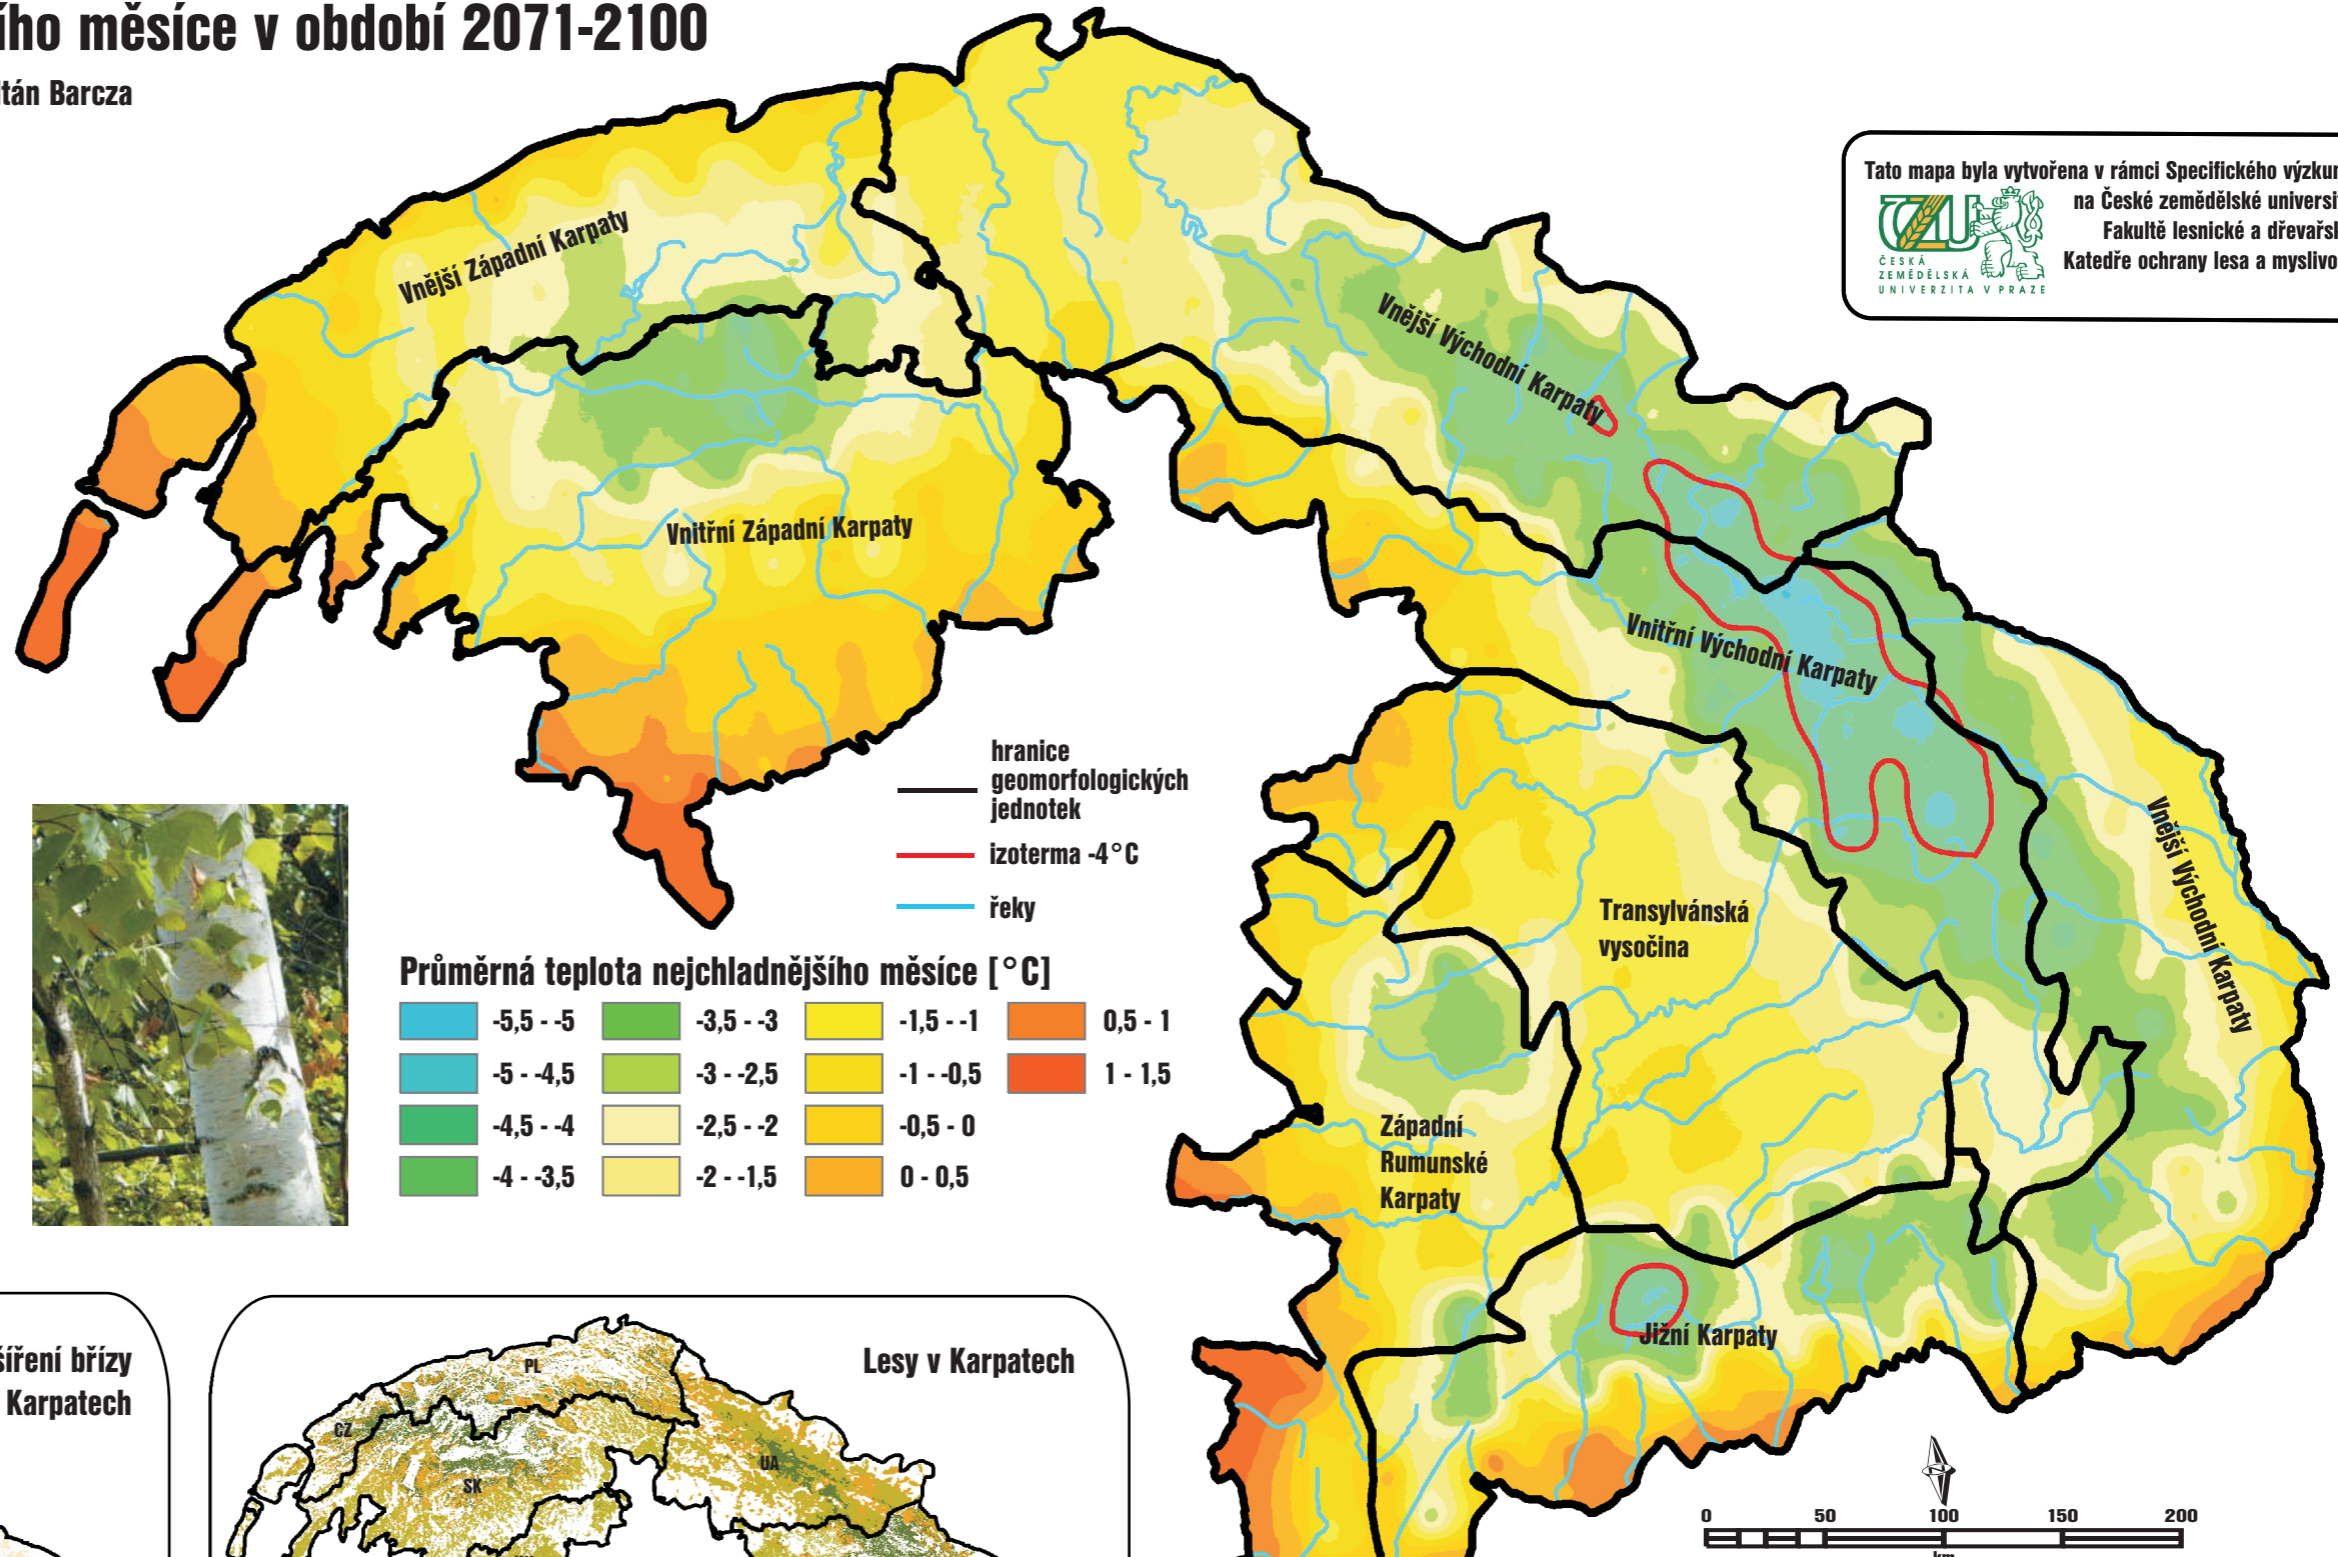 ího měsíce v období 2071-2100
tán Barcza
Tato mapa byla vytvořena v rámci Specifického
na České zemědělské
Fakultě lesnické a
Katedře ochrany lesa a
ČESKÁ
ZEMĚDĚLSKÁ
UNIVERZITA V PRAZE
Vnější Západní Karpaty
Vnější Východní Karpaty
Vnitřní Západní Karpaty
Vnitřní Východní Karpaty
Vnější Východní Karpaty
Transylvánská
vysočina
Západní
Rumunské
Karpaty
Jižní Karpaty
hranice
geomorfologických
jednotek
izoterma -4°C
řeky
Průměrná teplota nejchladnějšího měsíce [°C]
-5,5 - -5
-5 - -4,5
-4,5 - -4
-4 - -3,5
-3,5 - -3
-3 - -2,5
-2,5 - -2
-2 - -1,5
-1,5 - -1
-1 - -0,5
-0,5 - 0
0 - 0,5
0,5 - 1
1 - 1,5
šíření břízy
Karpatech
Lesy v Karpatech
PL
CZ
SK
UA
0 50 100 150 200